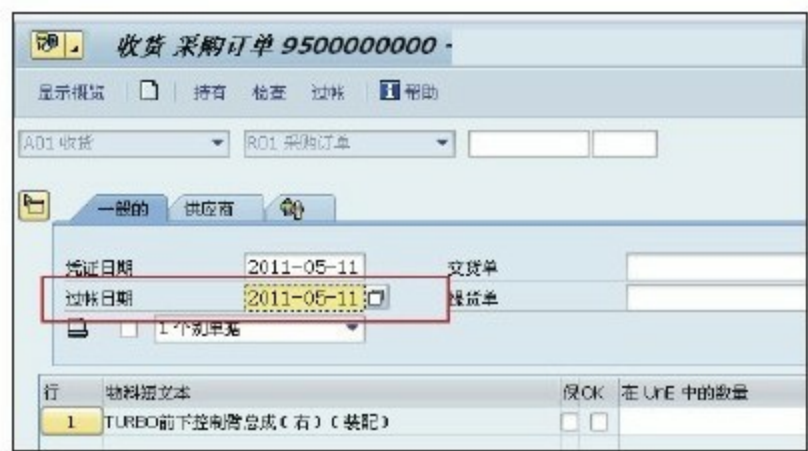 收货 采购订单 9500000000 -
显示概览 持有 检查 过帐 帮助
A01 收货 R01 采购订单
一般的 供应商
凭证日期 2011-05-11 交货单
过帐日期 2011-05-11 提货单
1 个别单据
行 物料短文本 OK 在 UnE 中的数量
1 TURBO前下控制臂总成(右)(装配)